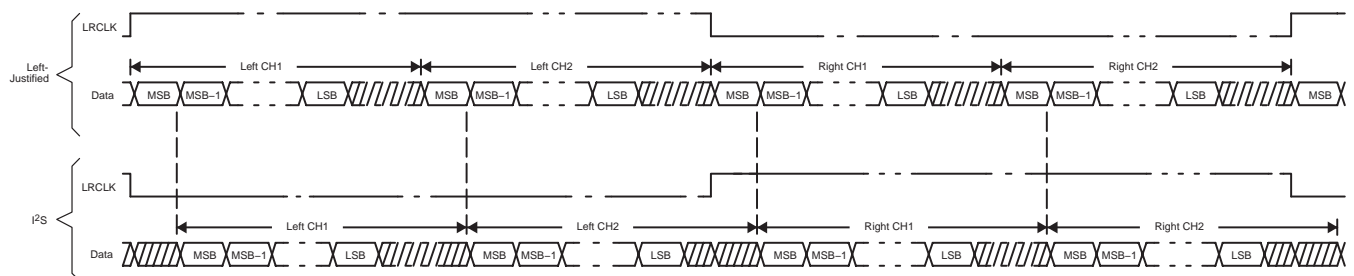 LRCLK
Left-
Justified
Left CH1 Left CH2 Right CH1 Right CH2
Data MSB MSB–1 LSB MSB MSB–1 LSB MSB MSB–1 LSB MSB MSB–1 LSB MSB
LRCLK
I2S
Left CH1 Left CH2 Right CH1 Right CH2
Data MSB MSB–1 LSB MSB MSB–1 LSB MSB MSB–1 LSB MSB MSB–1 LSB